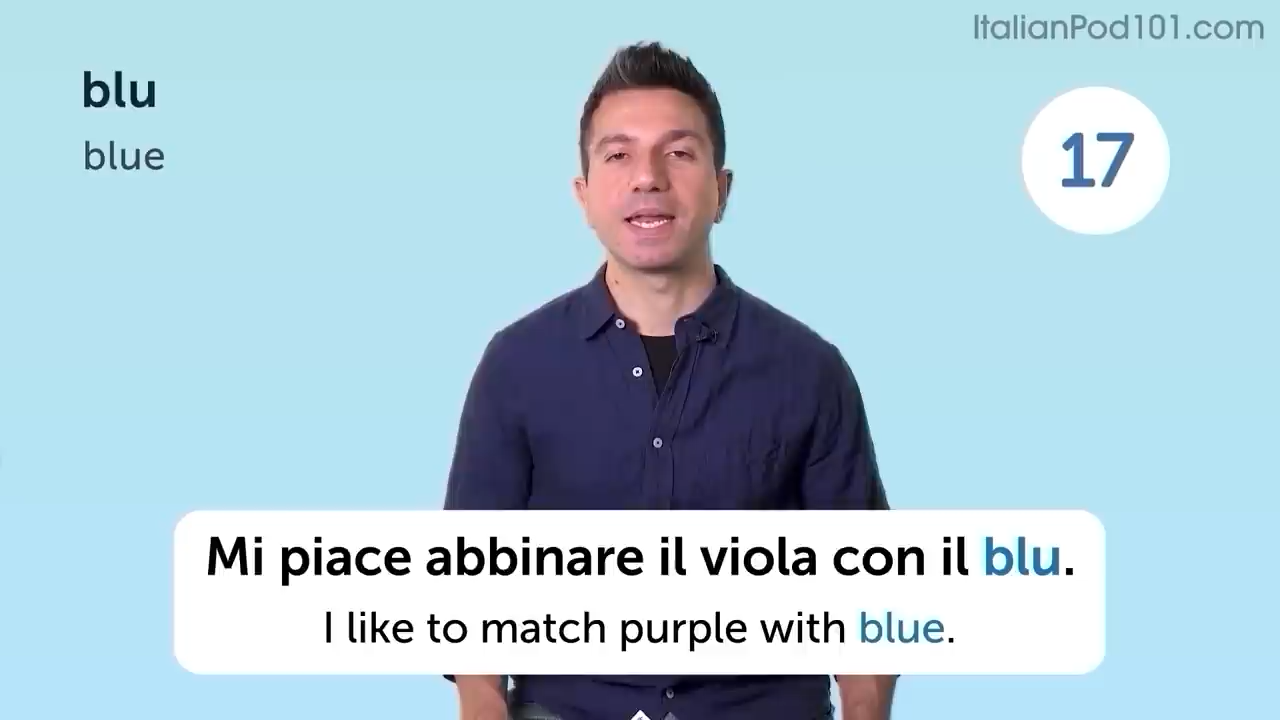 ItalianPod101.com
blu
blue
17
Mi piace abbinare il viola con il blu.
I like to match purple with blue.